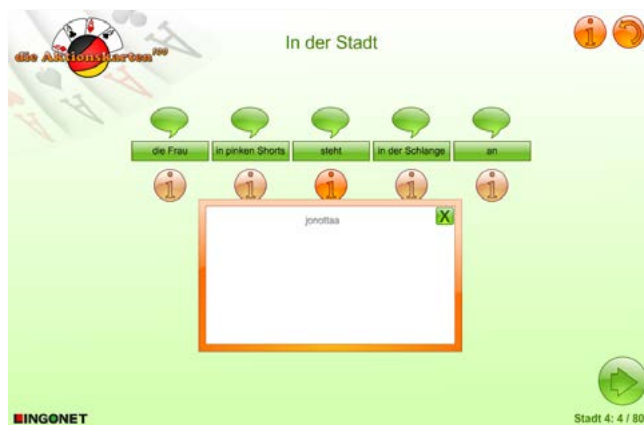 die Aktionskarten100
In der Stadt
die Frau
in pinken Shorts
steht
in der Schlange
an
jonottaa
X
LINGONET
Stadt 4: 4 / 80